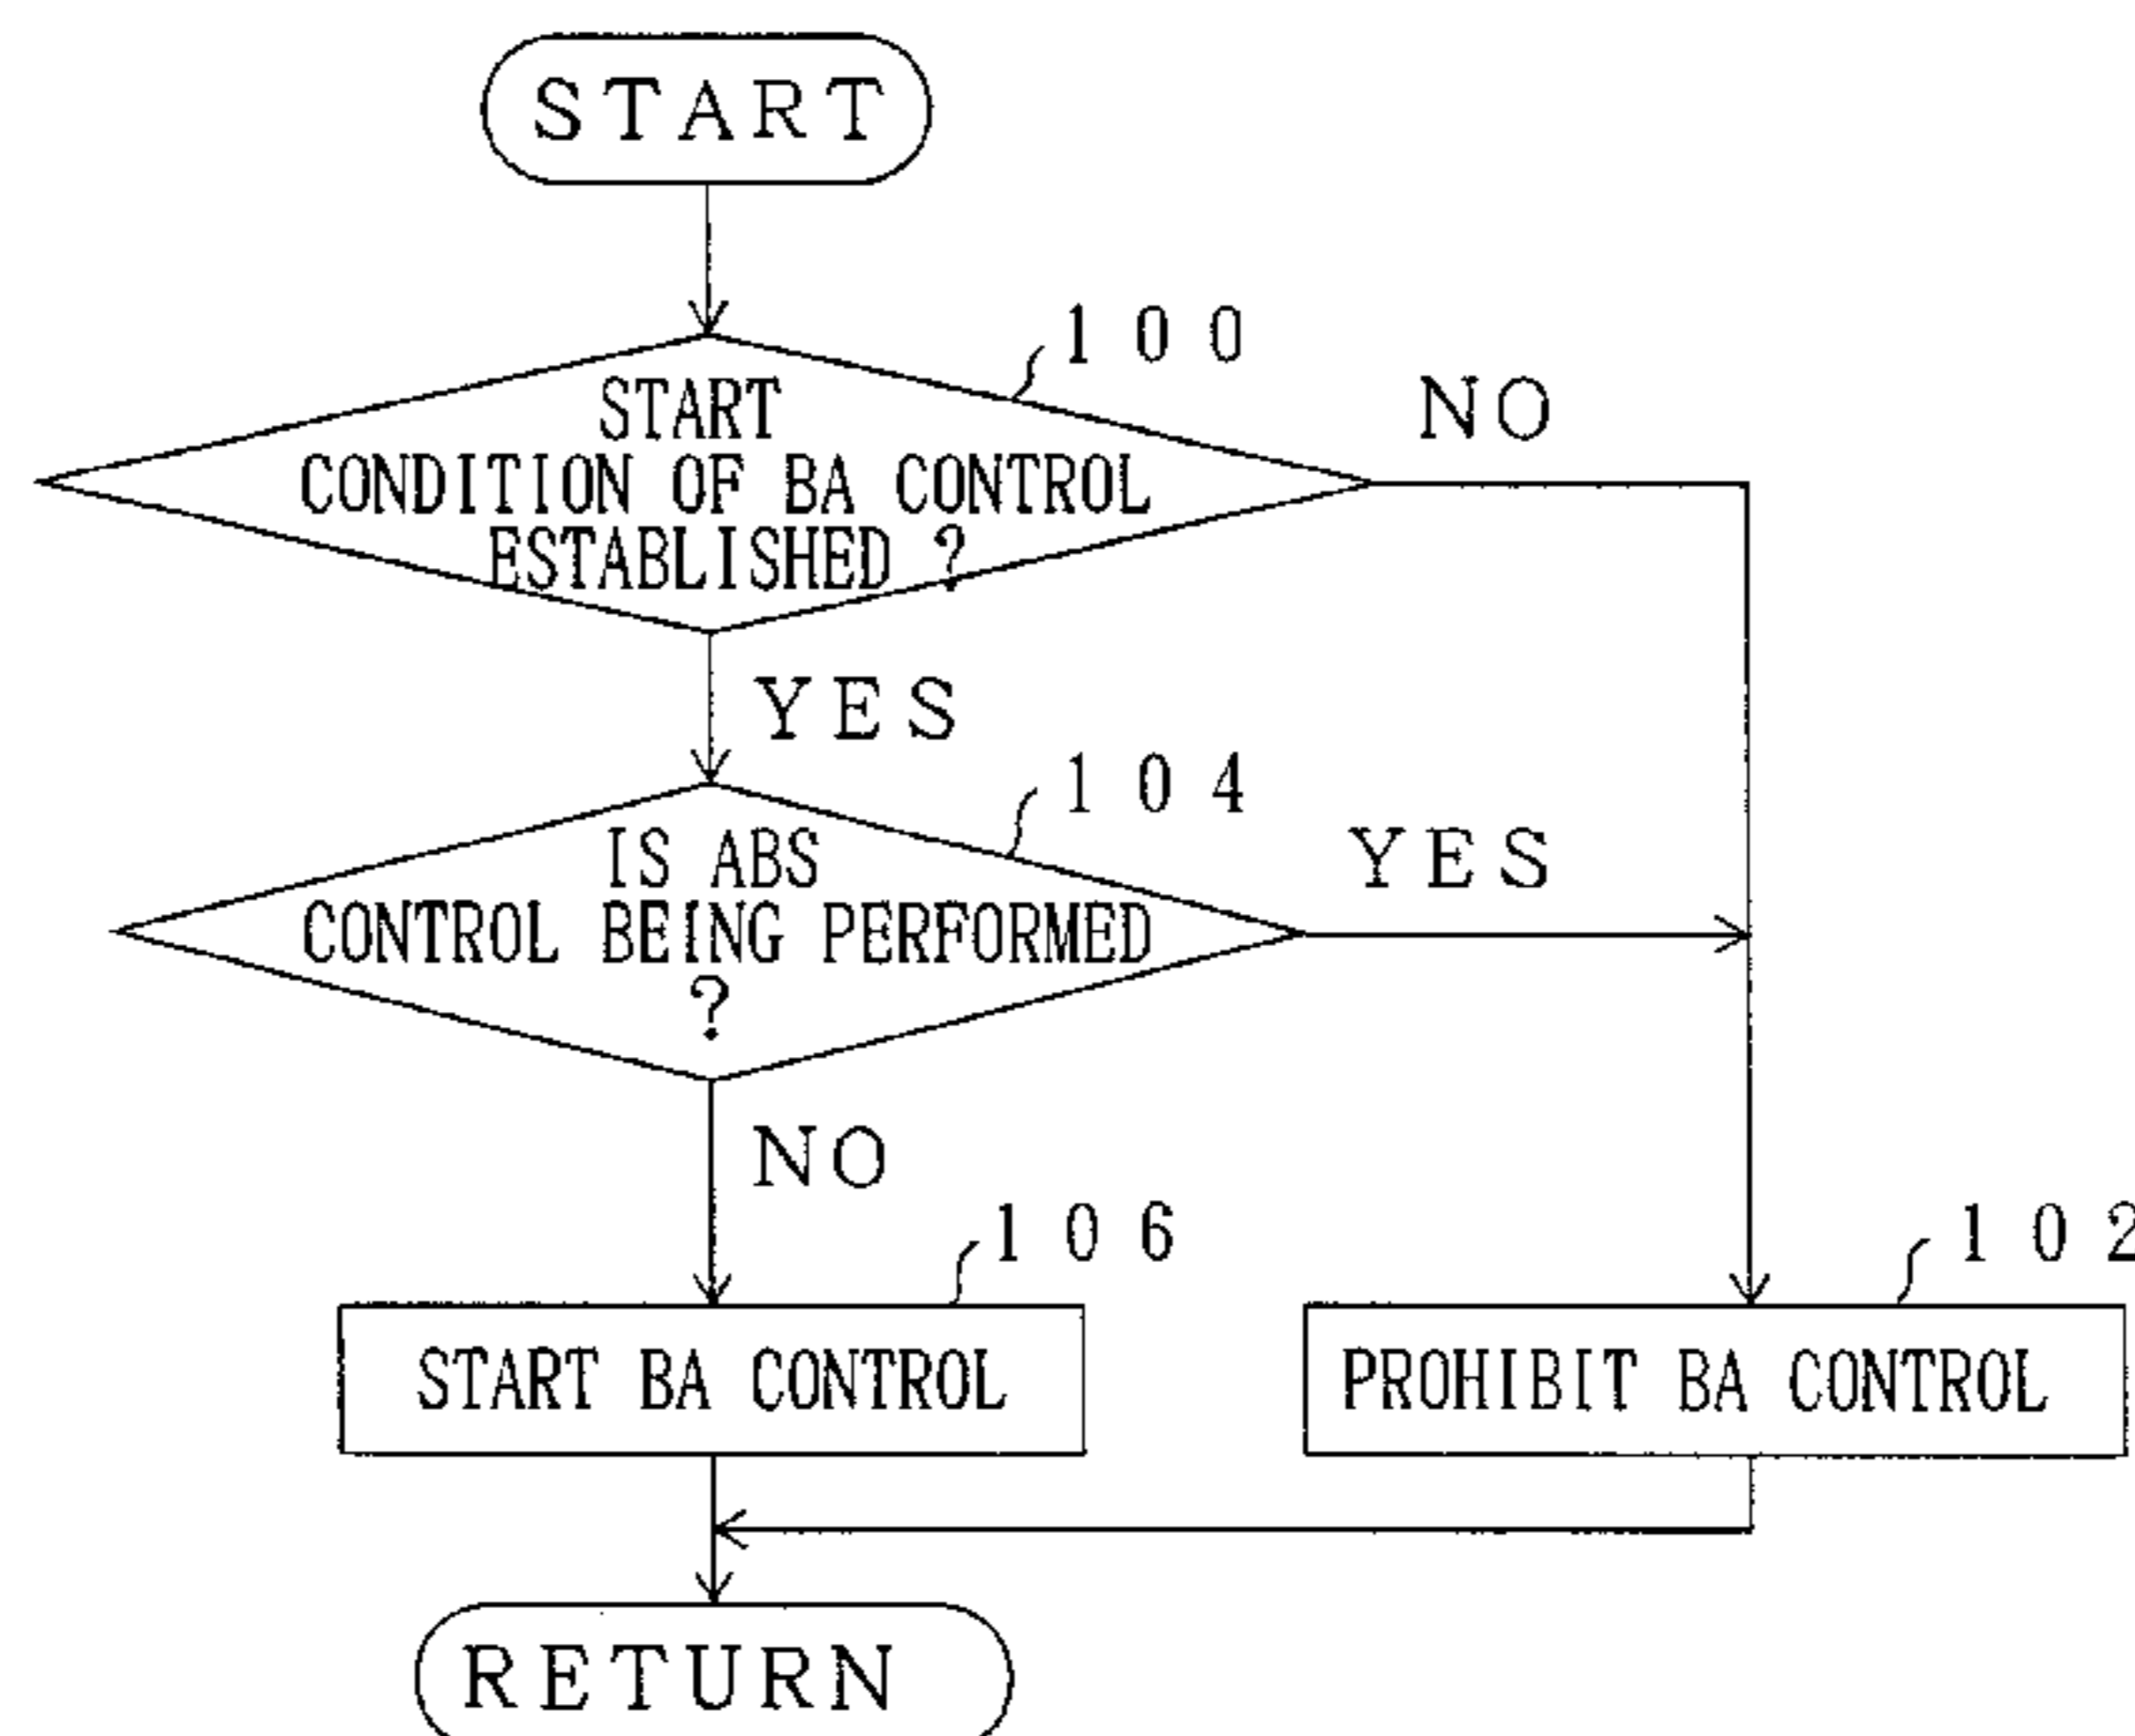 START
100
START
CONDITION OF BA CONTROL
ESTABLISHED ?
NO
YES
104
IS ABS
CONTROL BEING PERFORMED
?
YES
NO
106
102
START BA CONTROL
PROHIBIT BA CONTROL
RETURN